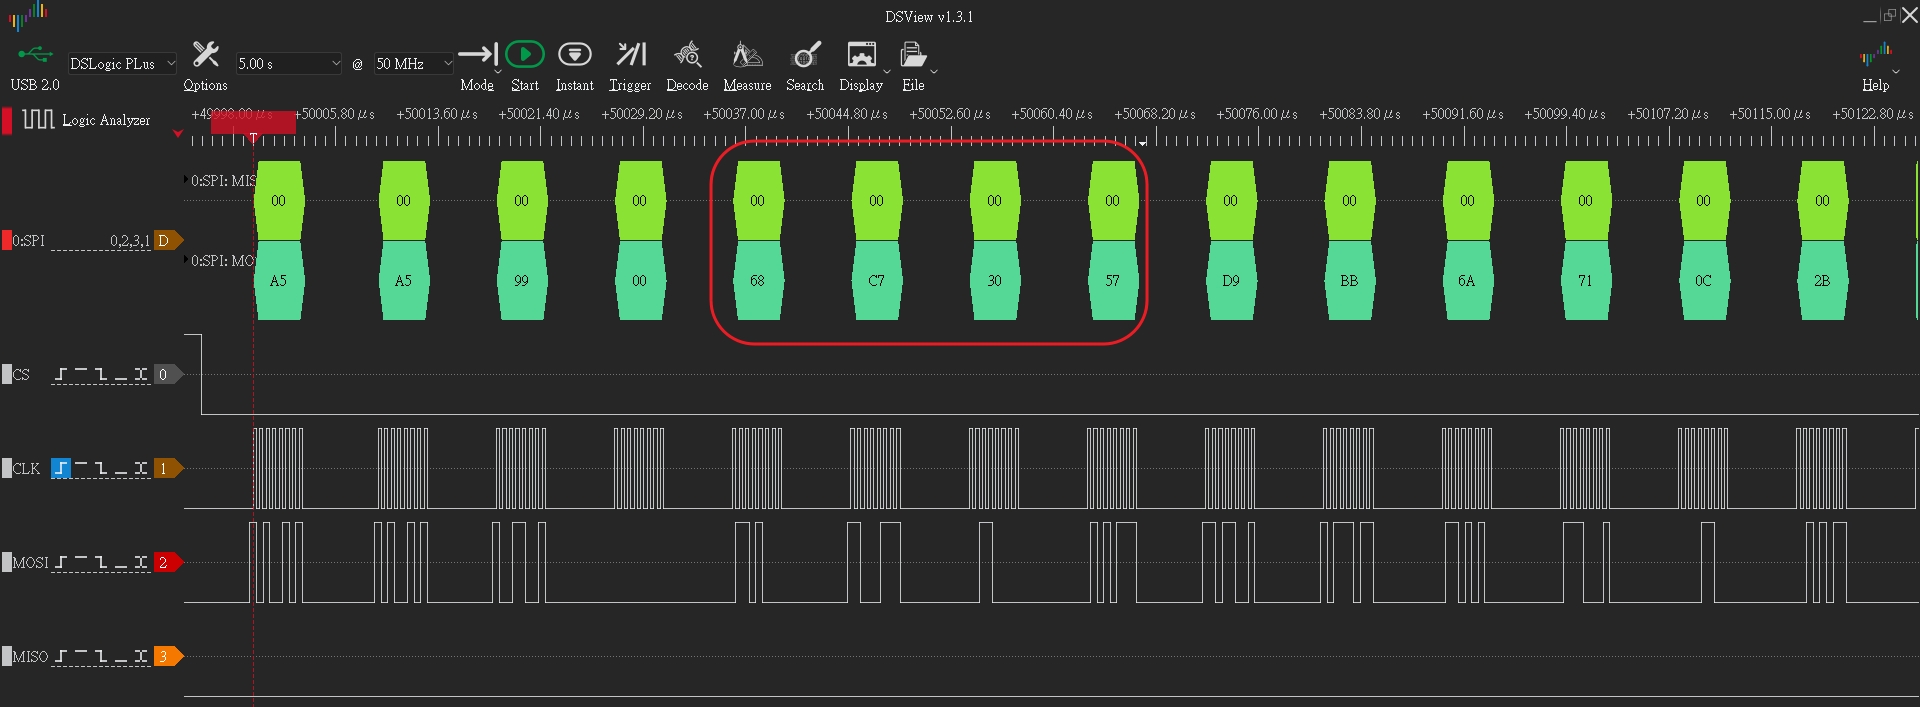 DSView v1.3.1
DSLogic PLus 5.00 s @ 50 MHz
USB 2.0 Options Mode Start Instant Trigger Decode Measure Search Display File Help
Logic Analyzer
+49998.00 μs +50005.80 μs +50013.60 μs +50021.40 μs +50029.20 μs +50037.00 μs +50044.80 μs +50052.60 μs +50060.40 μs +50068.20 μs +50076.00 μs +50083.80 μs +50091.60 μs +50099.40 μs +50107.20 μs +50115.00 μs +50122.80 μs
T
0:SPI: MIS
00 00 00 00 00 00 00 00 00 00 00 00 00 00
0:SPI 0,2,3,1 D
0:SPI: MO
A5 A5 99 00 68 C7 30 57 D9 BB 6A 71 0C 2B
CS 0
CLK 1
MOSI 2
MISO 3